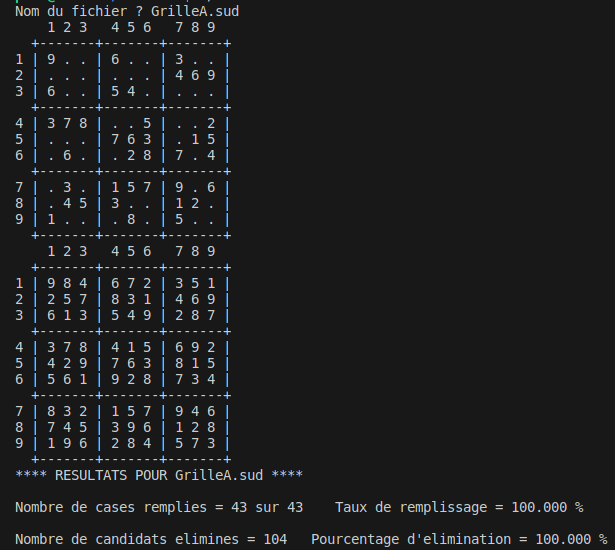 Nom du fichier ? GrilleA.sud
    1 2 3   4 5 6   7 8 9
  +-------+-------+-------+
1 | 9 . . | 6 . . | 3 . . |
2 | . . . | . . . | 4 6 9 |
3 | 6 . . | 5 4 . | . . . |
  +-------+-------+-------+
4 | 3 7 8 | . . 5 | . . 2 |
5 | . . . | 7 6 3 | . 1 5 |
6 | . 6 . | . 2 8 | 7 . 4 |
  +-------+-------+-------+
7 | . 3 . | 1 5 7 | 9 . 6 |
8 | . 4 5 | 3 . . | 1 2 . |
9 | 1 . . | . 8 . | 5 . . |
  +-------+-------+-------+
    1 2 3   4 5 6   7 8 9
  +-------+-------+-------+
1 | 9 8 4 | 6 7 2 | 3 5 1 |
2 | 2 5 7 | 8 3 1 | 4 6 9 |
3 | 6 1 3 | 5 4 9 | 2 8 7 |
  +-------+-------+-------+
4 | 3 7 8 | 4 1 5 | 6 9 2 |
5 | 4 2 9 | 7 6 3 | 8 1 5 |
6 | 5 6 1 | 9 2 8 | 7 3 4 |
  +-------+-------+-------+
7 | 8 3 2 | 1 5 7 | 9 4 6 |
8 | 7 4 5 | 3 9 6 | 1 2 8 |
9 | 1 9 6 | 2 8 4 | 5 7 3 |
  +-------+-------+-------+
**** RESULTATS POUR GrilleA.sud ****
Nombre de cases remplies = 43 sur 43    Taux de remplissage = 100.000 %
Nombre de candidats elimines = 104   Pourcentage d'elimination = 100.000 %